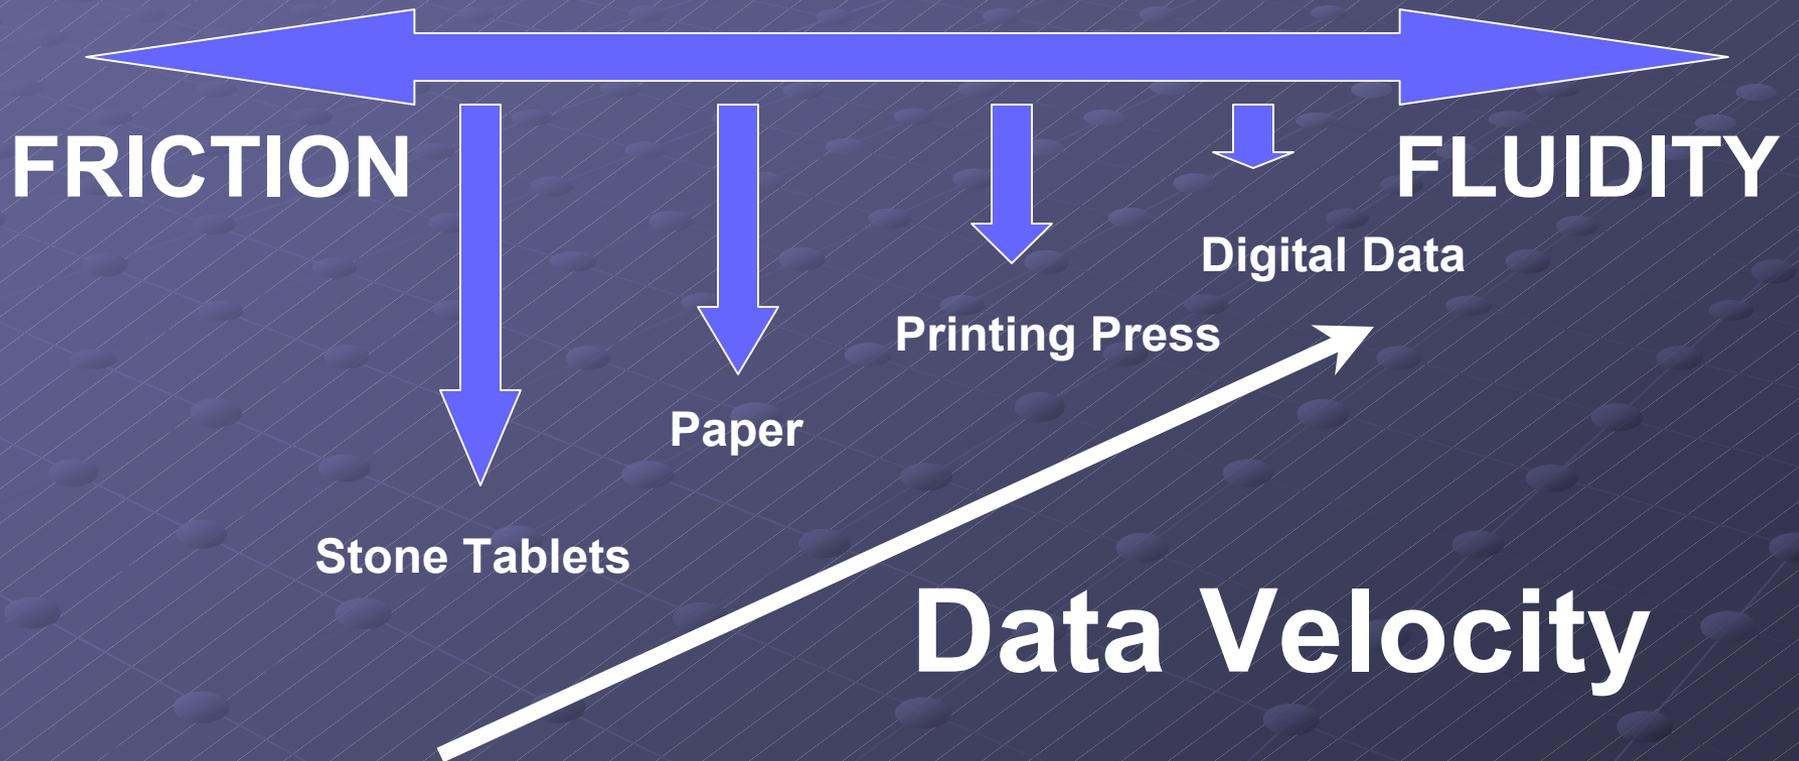 FRICTION
FLUIDITY
Digital Data
Printing Press
Paper
Stone Tablets
Data Velocity